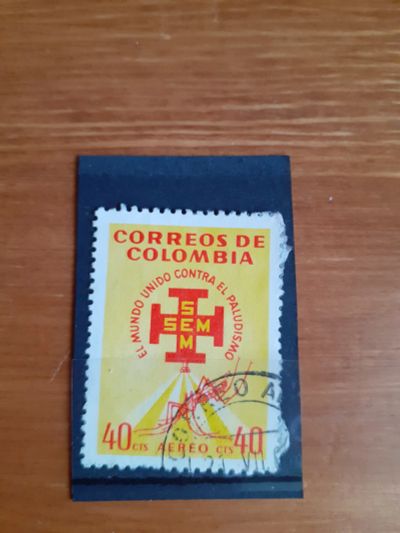 CORREOS DE
COLOMBIA
EL MUNDO UNIDO CONTRA EL PALUDISMO
S
SEM
M
40 CTS AEREO CTS 40